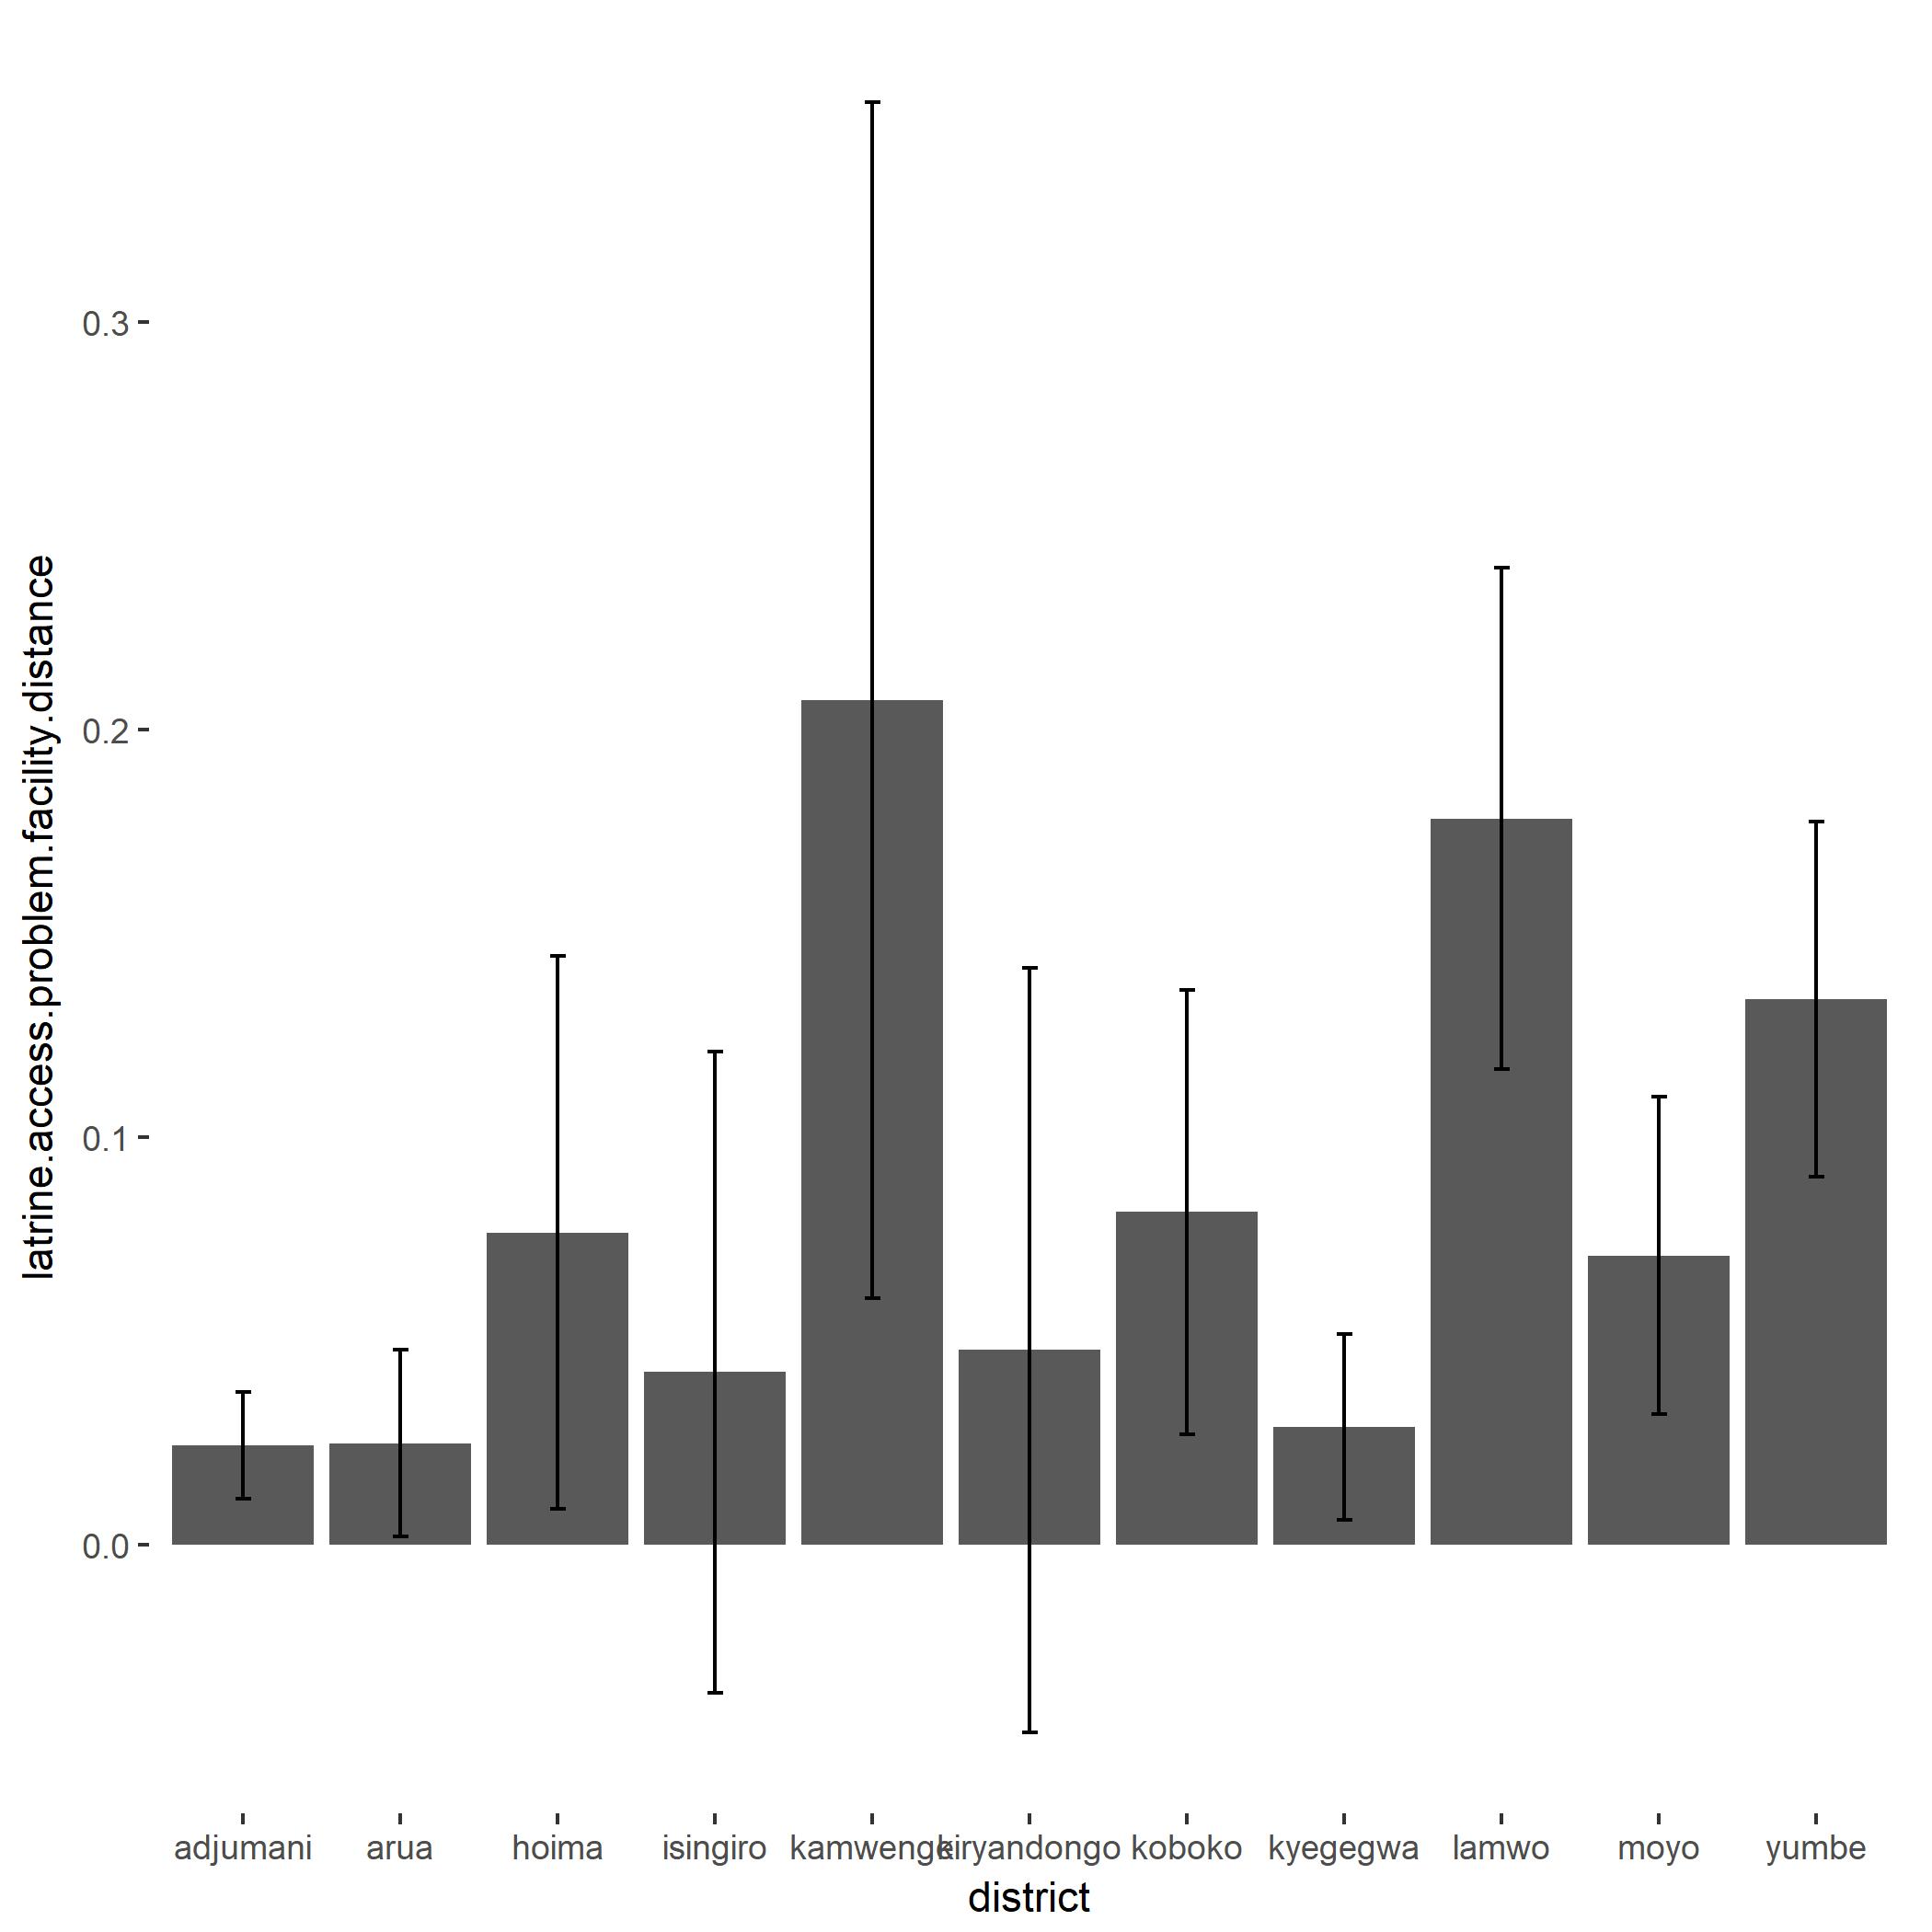 latrine.access.problem.facility.distance
0.3
0.2
0.1
0.0
adjumani arua hoima isingiro kamwenge kiryandongo koboko kyegegwa lamwo moyo yumbe
district